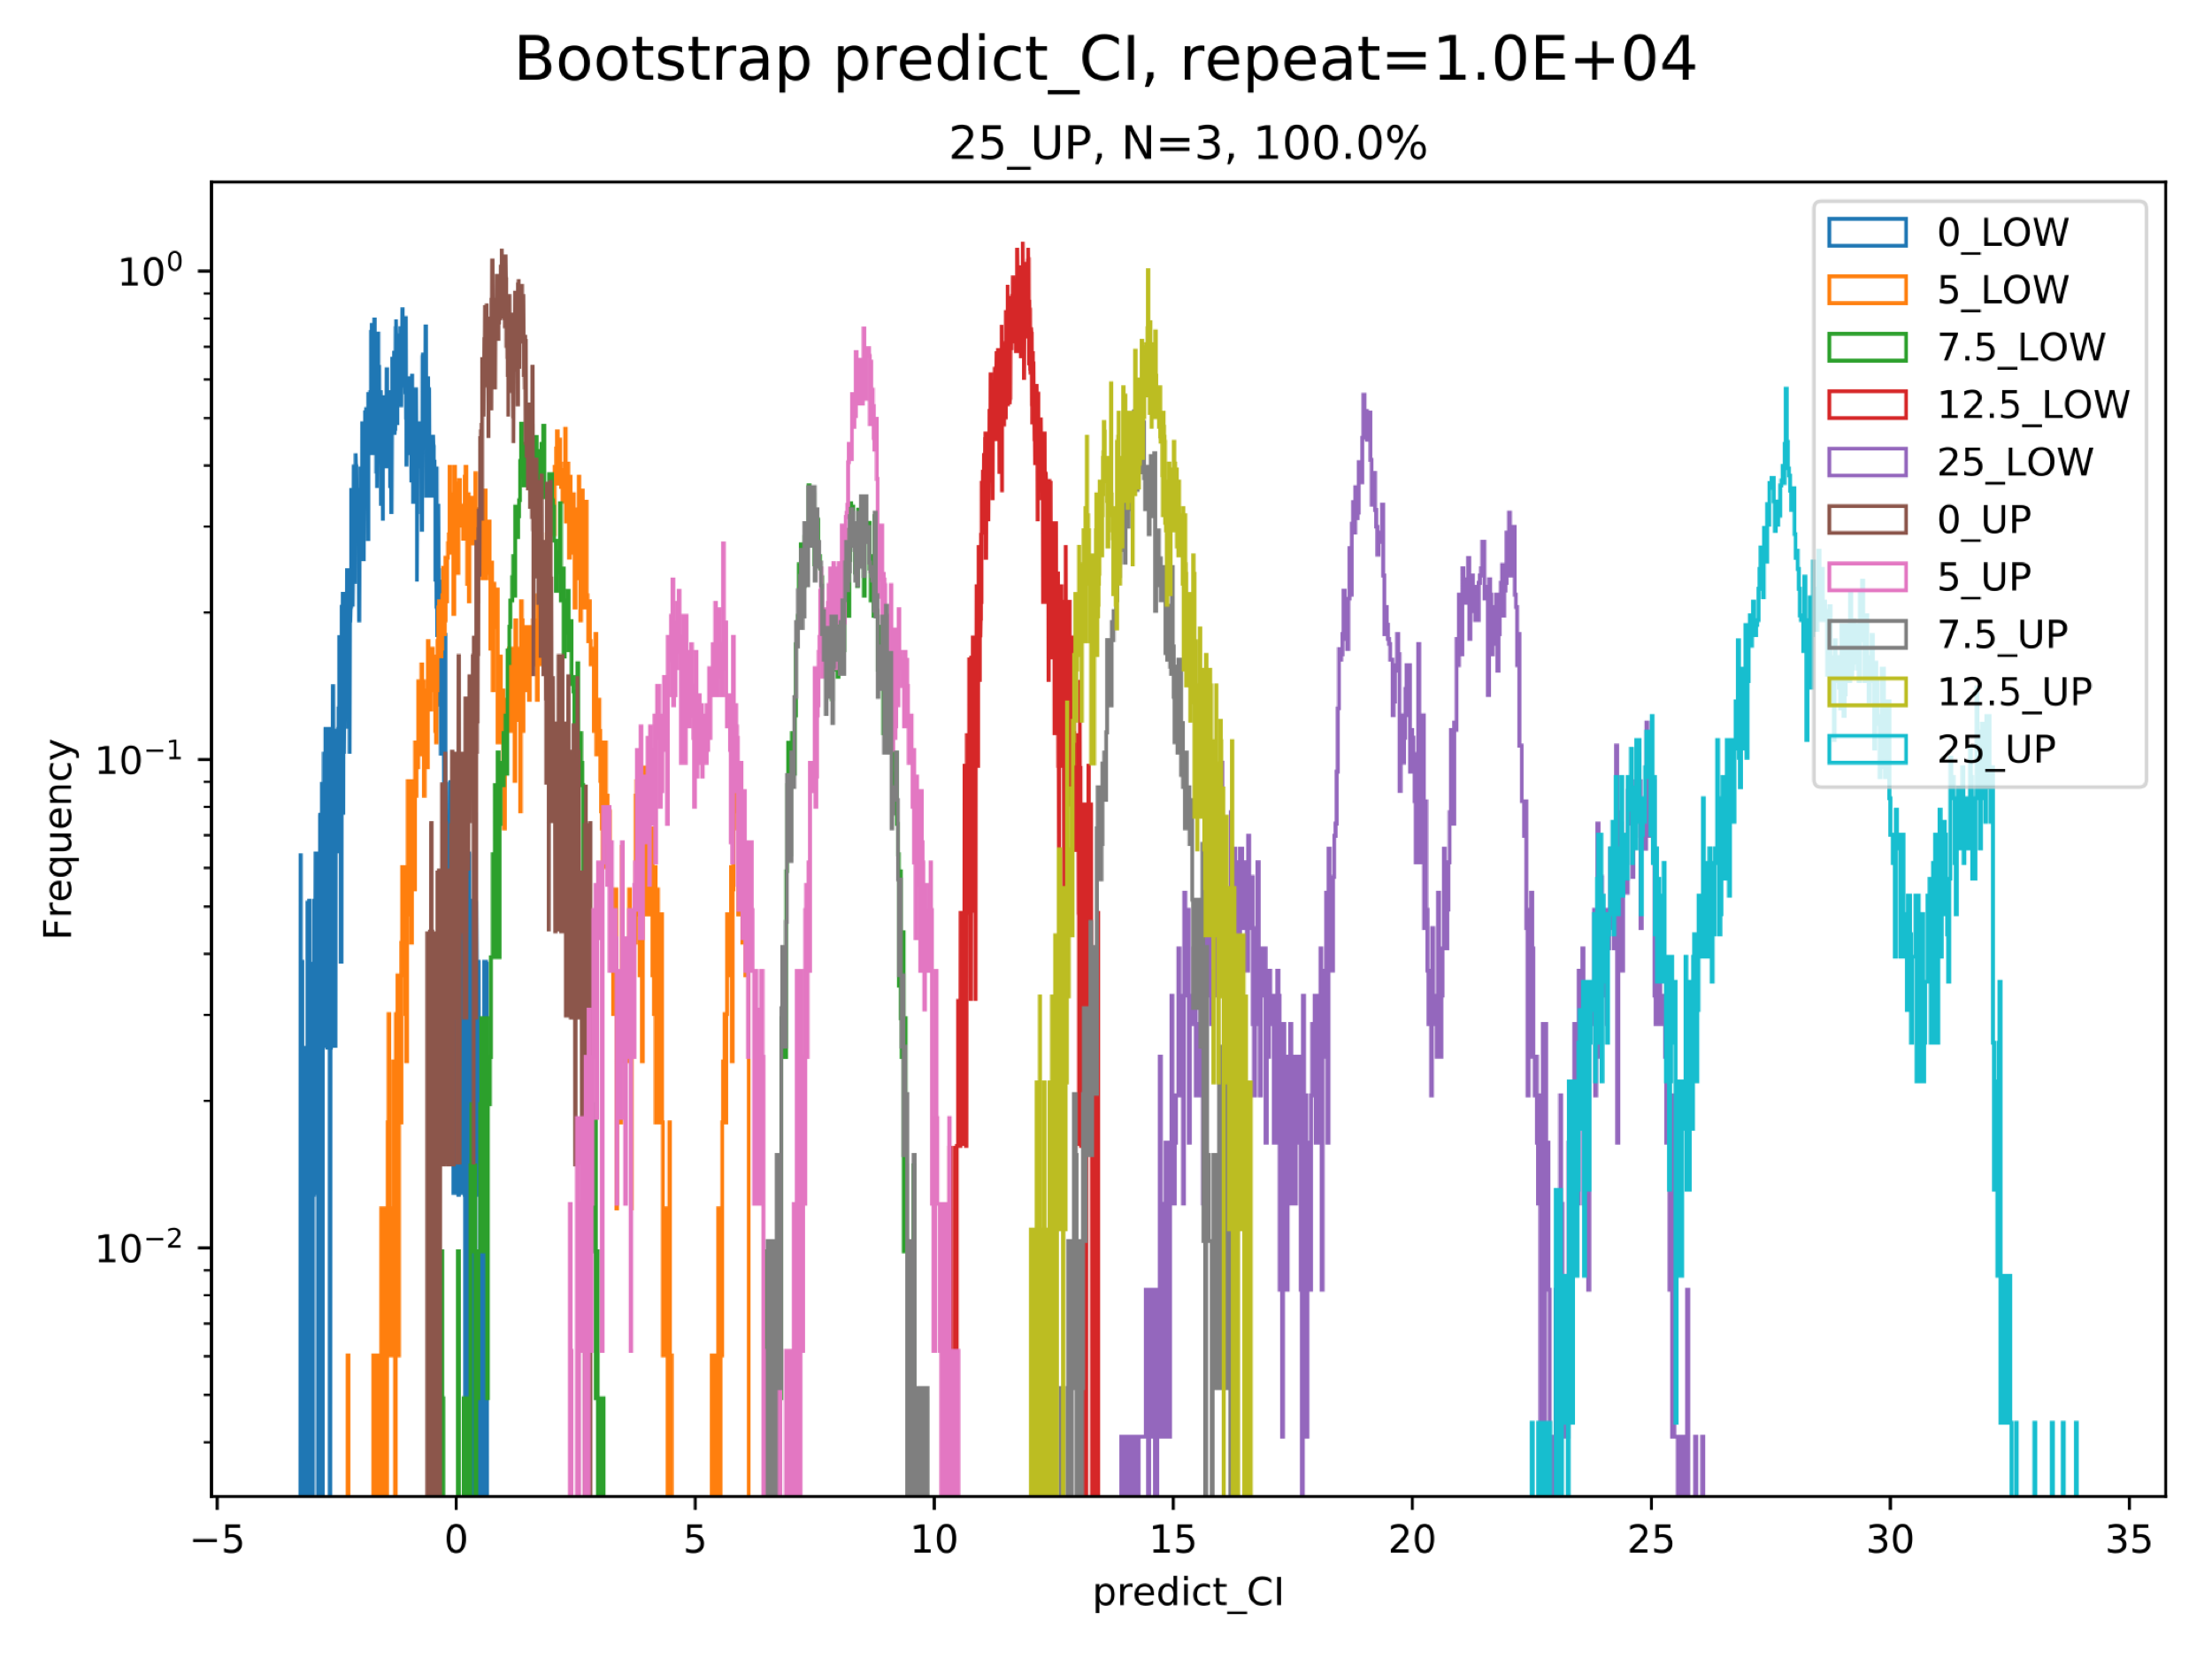 Bootstrap predict_CI, repeat=1.0E+04
25_UP, N=3, 100.0%
Frequency
10⁰
10⁻¹
10⁻²
0_LOW
5_LOW
7.5_LOW
12.5_LOW
25_LOW
0_UP
5_UP
7.5_UP
12.5_UP
25_UP
−5 0 5 10 15 20 25 30 35
predict_CI